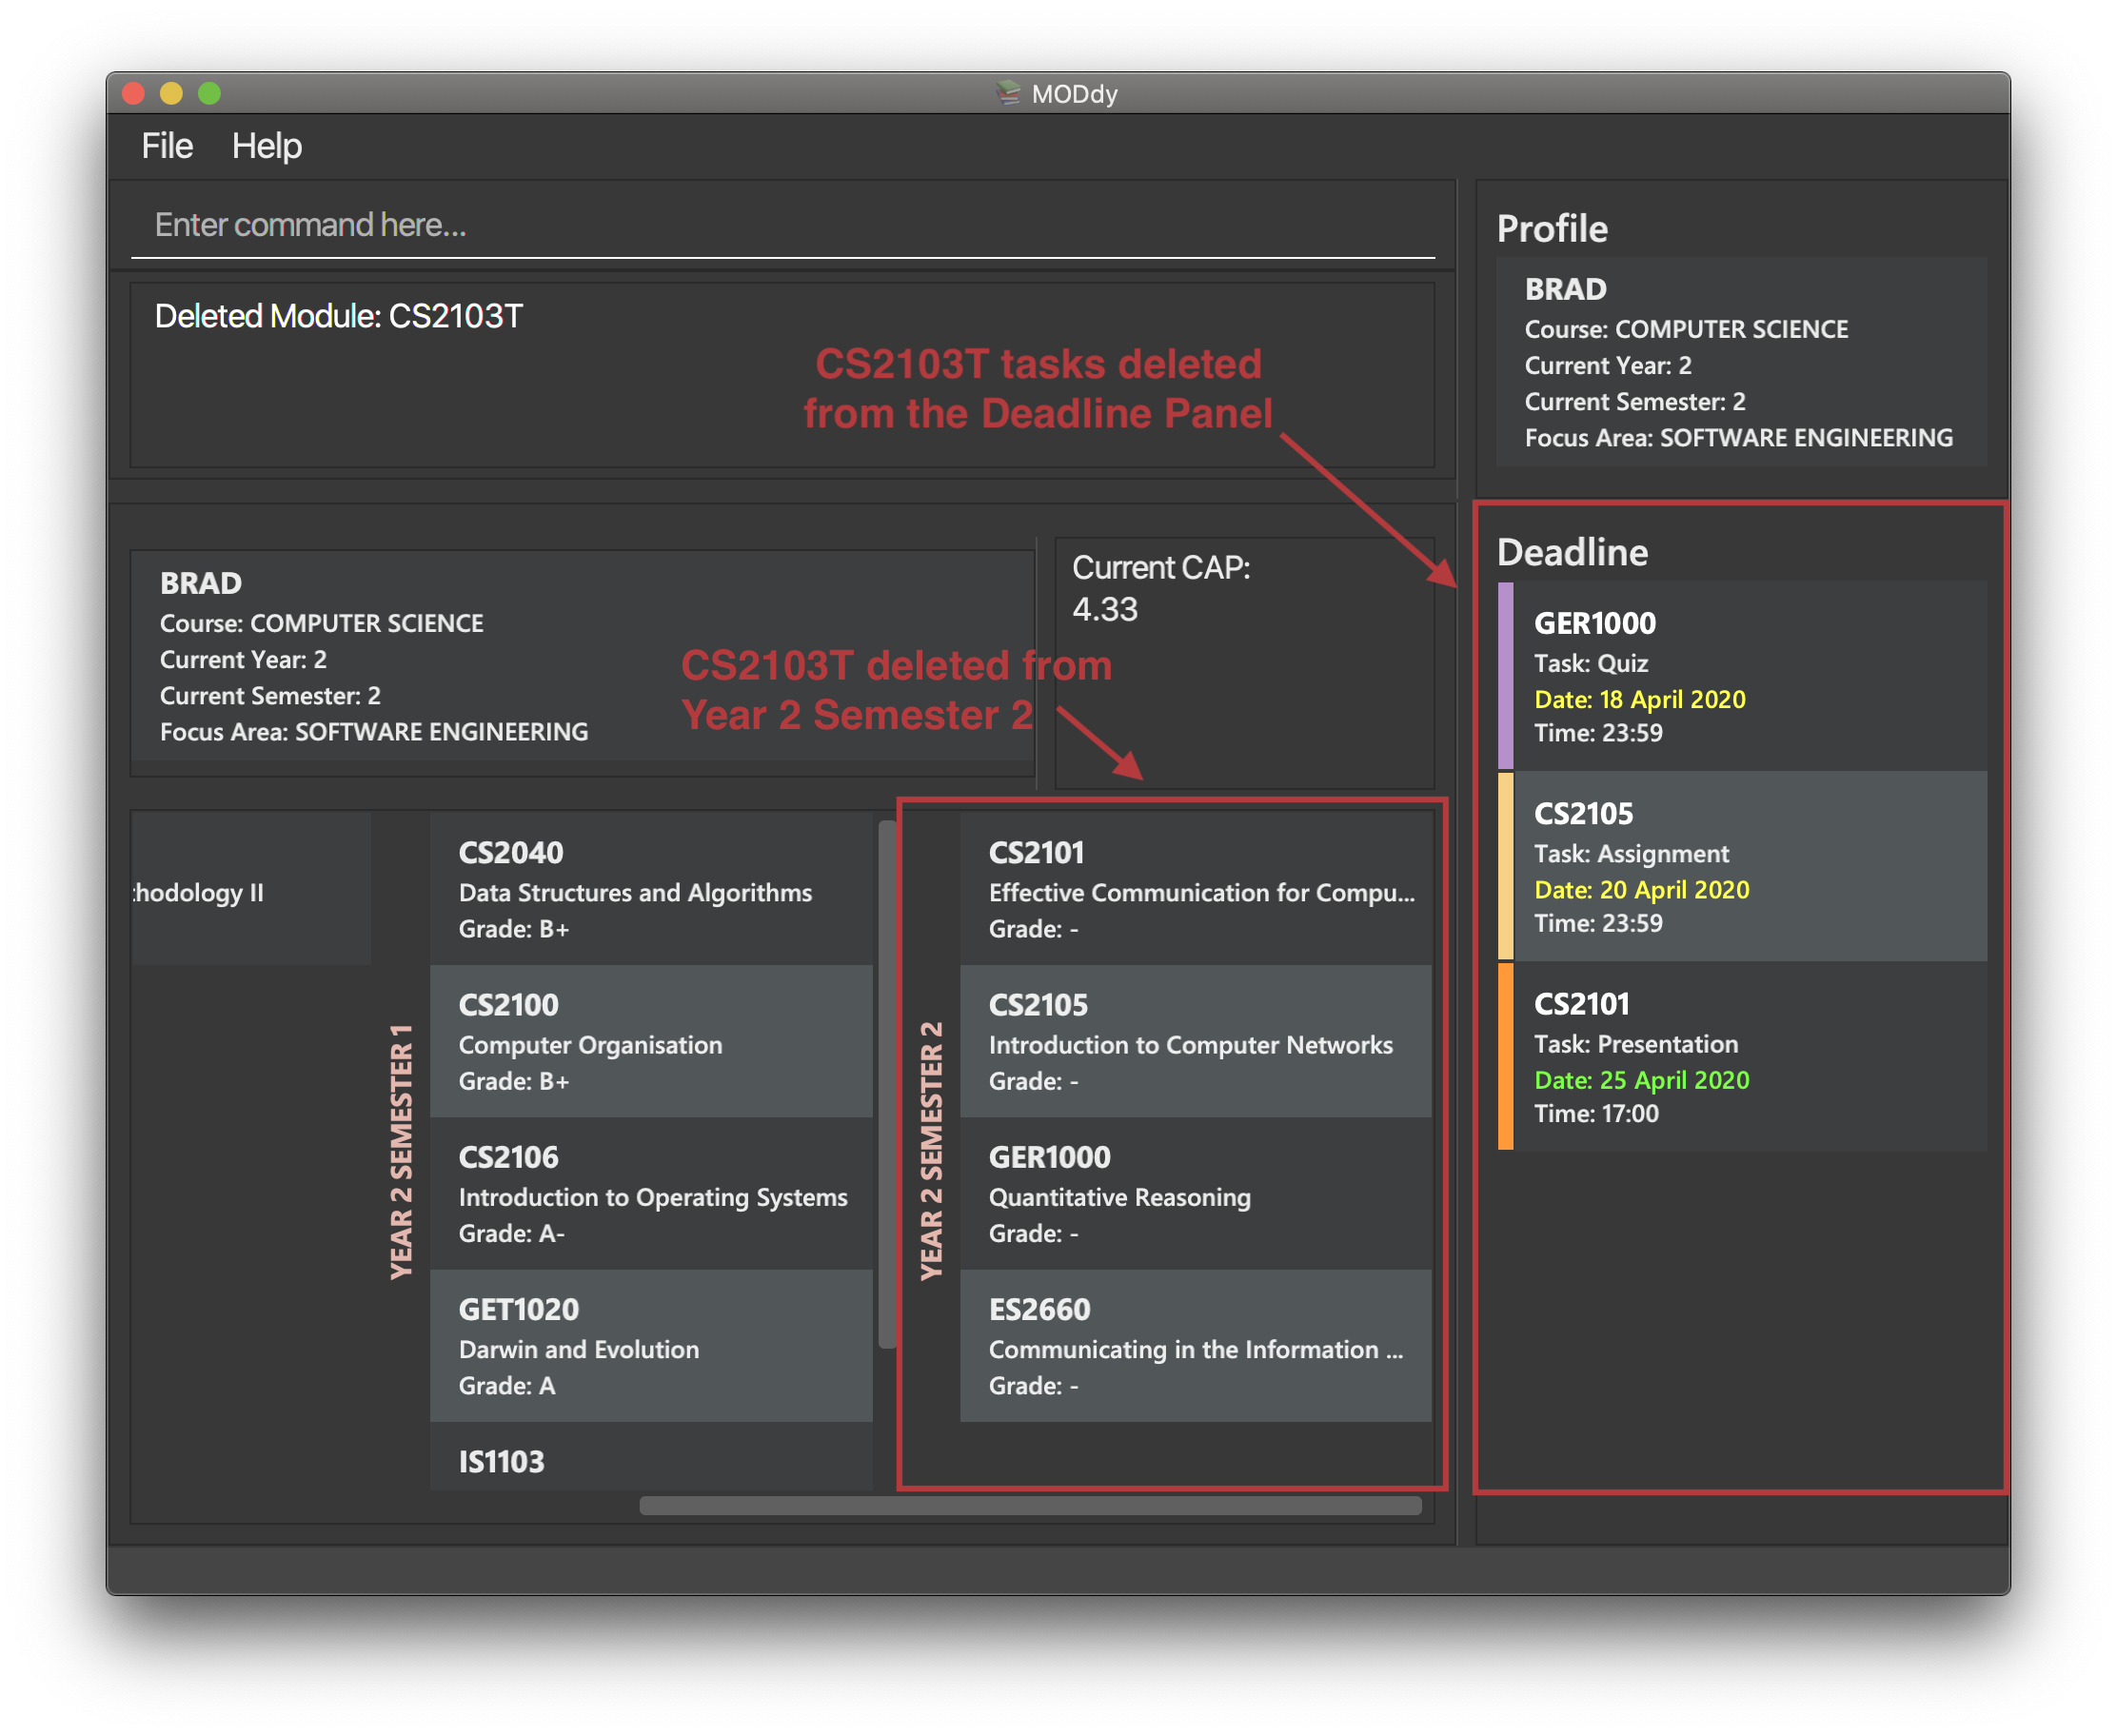 MODdy
File Help
Enter command here...
Deleted Module: CS2103T
CS2103T tasks deleted
from the Deadline Panel
BRAD
Course: COMPUTER SCIENCE
Current Year: 2
Current Semester: 2
Focus Area: SOFTWARE ENGINEERING
Current CAP:
4.33
CS2103T deleted from
Year 2 Semester 2
:hodology II
YEAR 2 SEMESTER 1
CS2040
Data Structures and Algorithms
Grade: B+
CS2100
Computer Organisation
Grade: B+
CS2106
Introduction to Operating Systems
Grade: A-
GET1020
Darwin and Evolution
Grade: A
IS1103
YEAR 2 SEMESTER 2
CS2101
Effective Communication for Compu...
Grade: -
CS2105
Introduction to Computer Networks
Grade: -
GER1000
Quantitative Reasoning
Grade: -
ES2660
Communicating in the Information ...
Grade: -
Profile
BRAD
Course: COMPUTER SCIENCE
Current Year: 2
Current Semester: 2
Focus Area: SOFTWARE ENGINEERING
Deadline
GER1000
Task: Quiz
Date: 18 April 2020
Time: 23:59
CS2105
Task: Assignment
Date: 20 April 2020
Time: 23:59
CS2101
Task: Presentation
Date: 25 April 2020
Time: 17:00